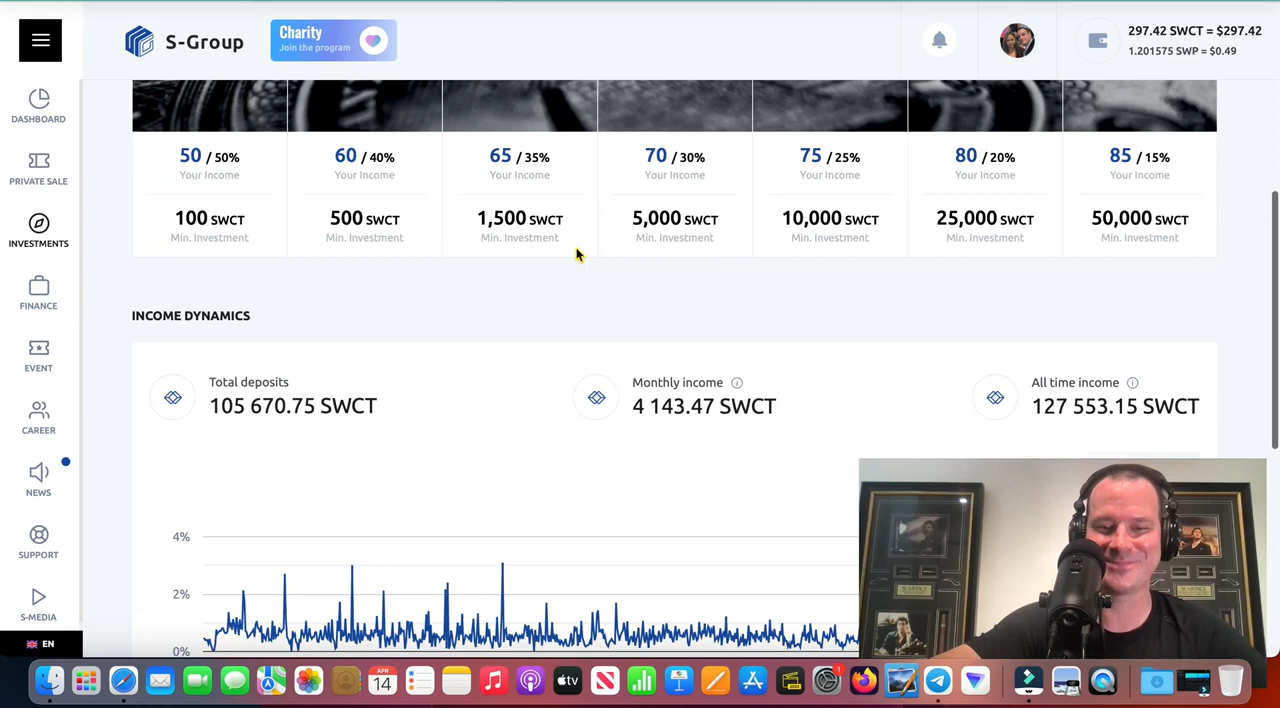 S-Group
Charity
Join the program
297.42 SWCT = $297.42
1.201575 SWP = $0.49
DASHBOARD
PRIVATE SALE
INVESTMENTS
FINANCE
EVENT
CAREER
NEWS
SUPPORT
S-MEDIA
EN
50 / 50%
Your Income
100 SWCT
Min. Investment
60 / 40%
Your Income
500 SWCT
Min. Investment
65 / 35%
Your Income
1,500 SWCT
Min. Investment
70 / 30%
Your Income
5,000 SWCT
Min. Investment
75 / 25%
Your Income
10,000 SWCT
Min. Investment
80 / 20%
Your Income
25,000 SWCT
Min. Investment
85 / 15%
Your Income
50,000 SWCT
Min. Investment
INCOME DYNAMICS
Total deposits
105 670.75 SWCT
Monthly income
4 143.47 SWCT
All time income
127 553.15 SWCT
4%
2%
0%
APR
14
tv
1